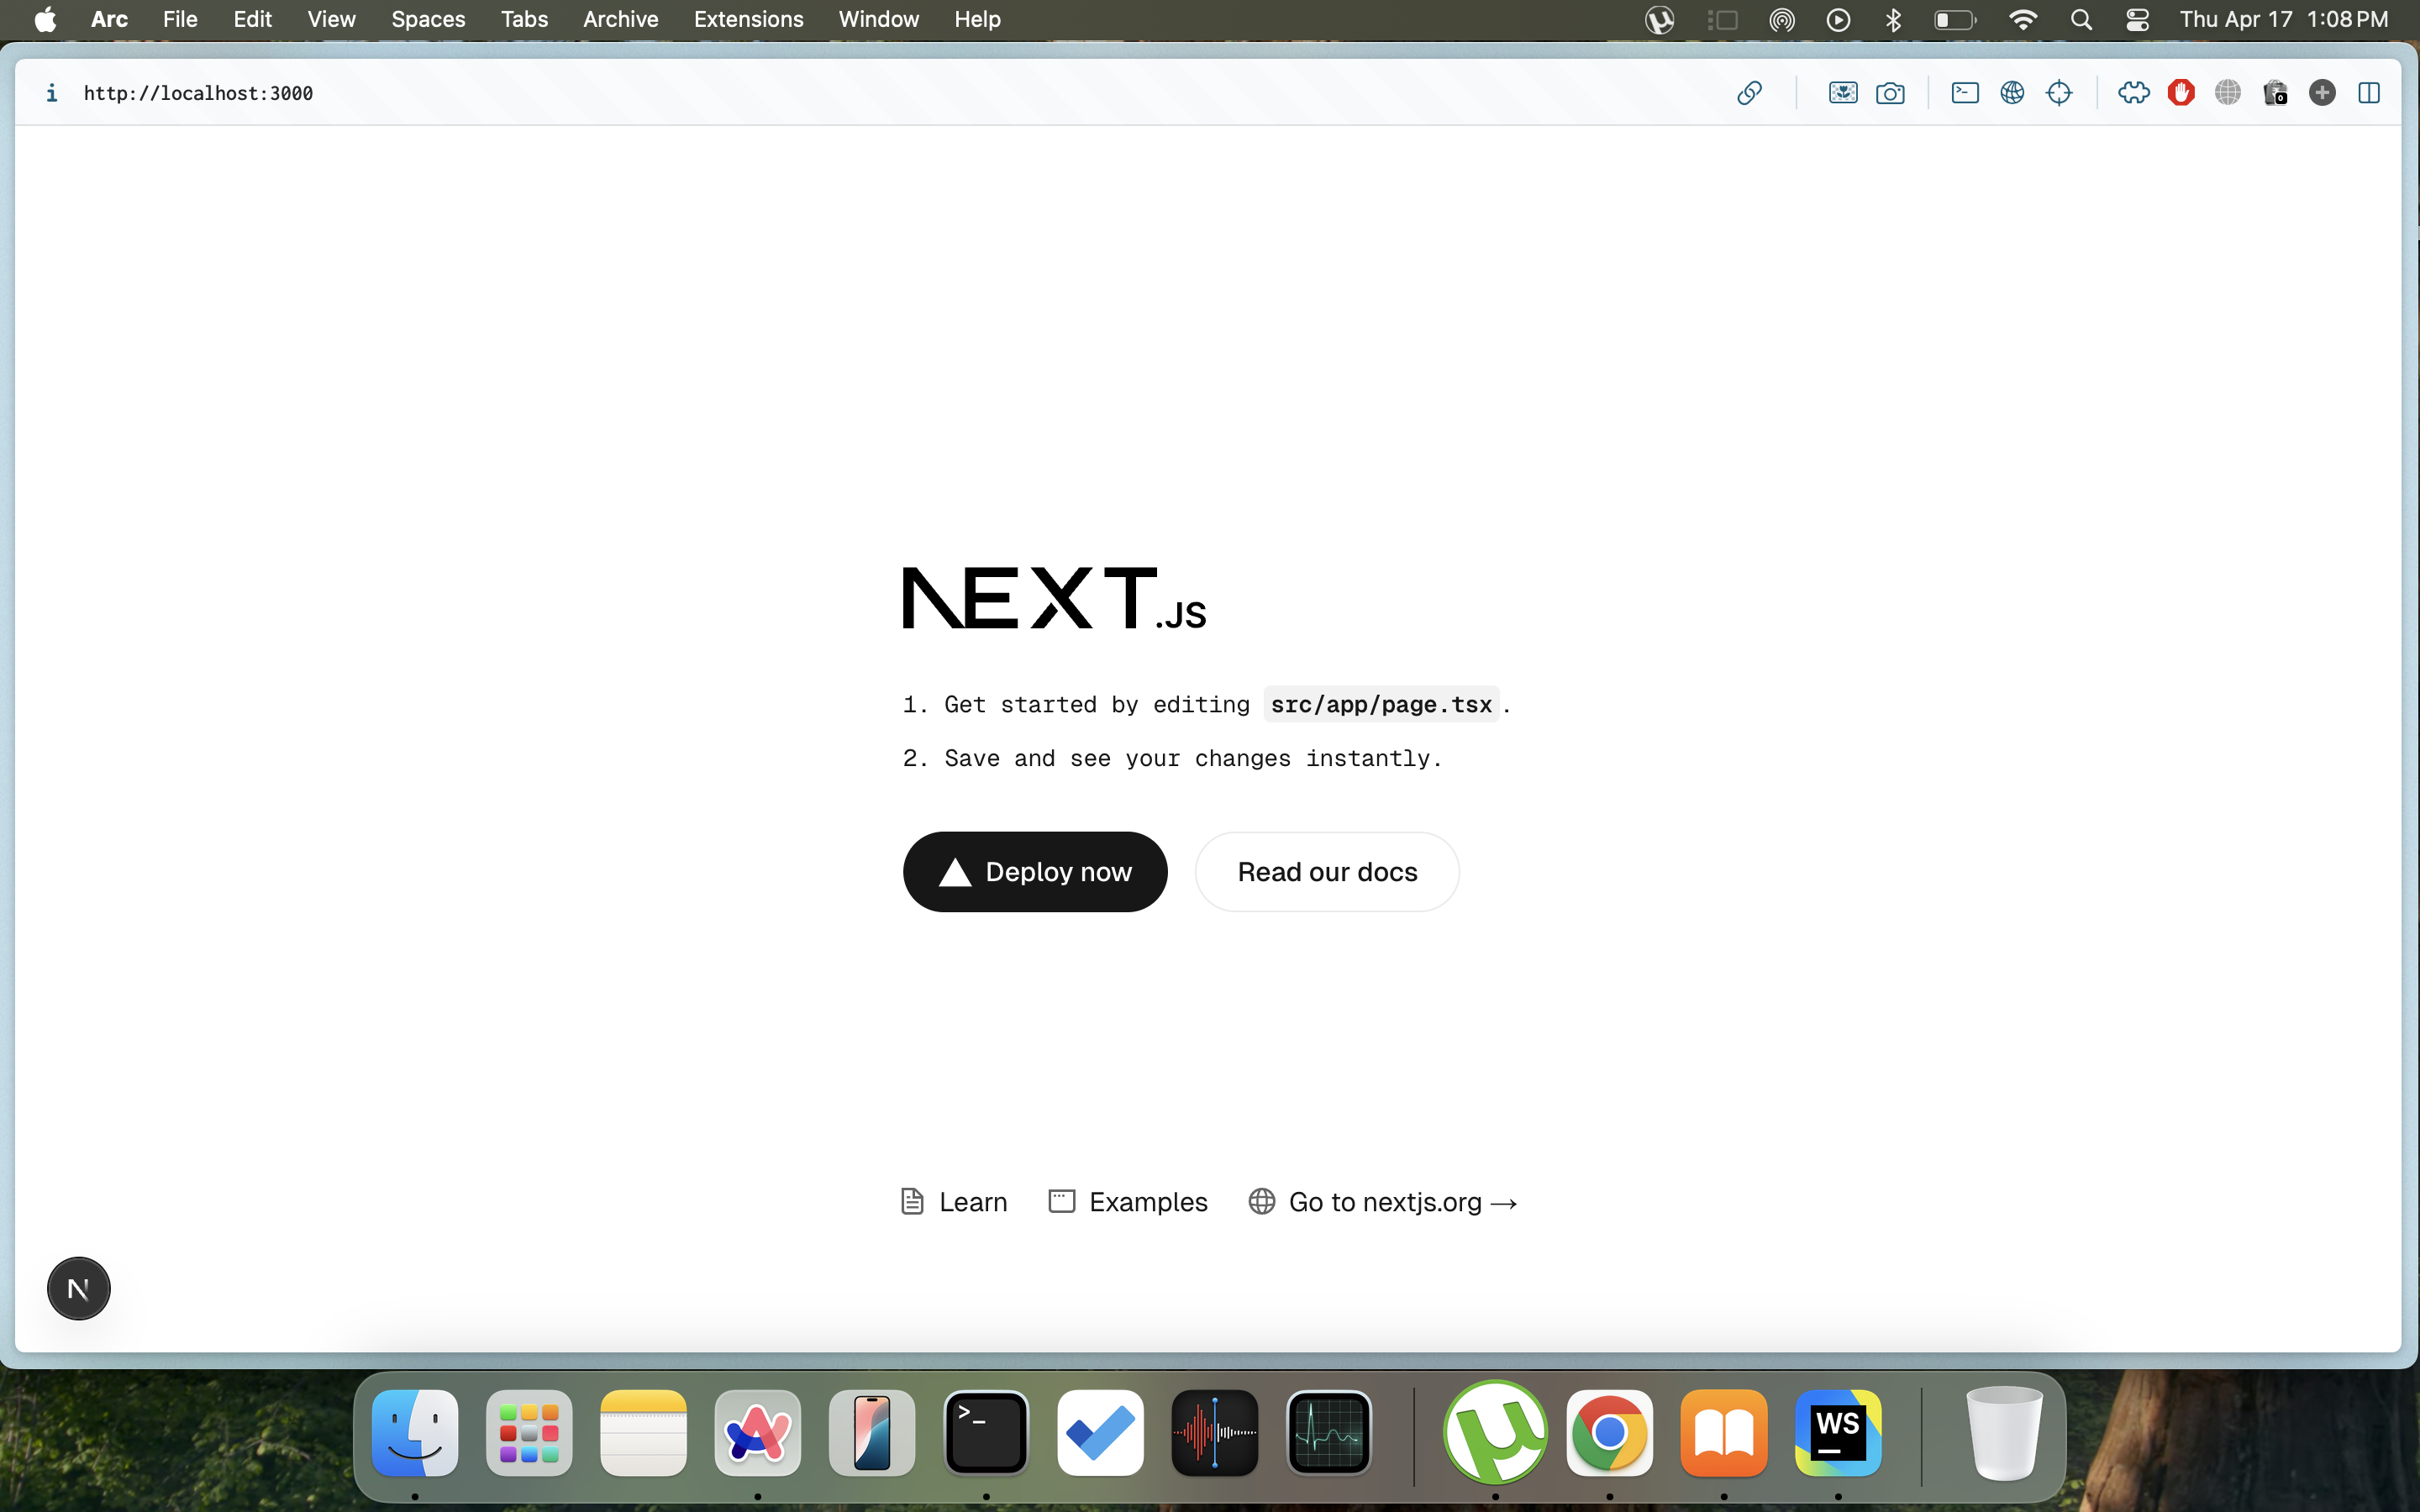 Arc File Edit View Spaces Tabs Archive Extensions Window Help Thu Apr 17 1:08 PM
http://localhost:3000
0
NEXT.JS
1. Get started by editing src/app/page.tsx.
2. Save and see your changes instantly.
Deploy now Read our docs
Learn Examples Go to nextjs.org →
N
>_ WS